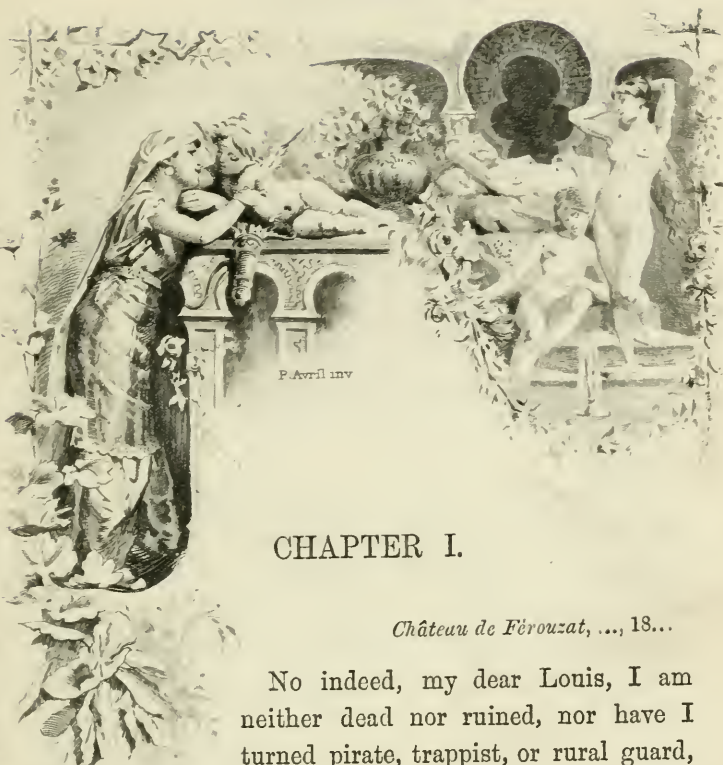 P. Avril inv
CHAPTER I.
Château de Férouzat, ..., 18...
No indeed, my dear Louis, I am
neither dead nor ruined, nor have I
turned pirate, trappist, or rural guard,